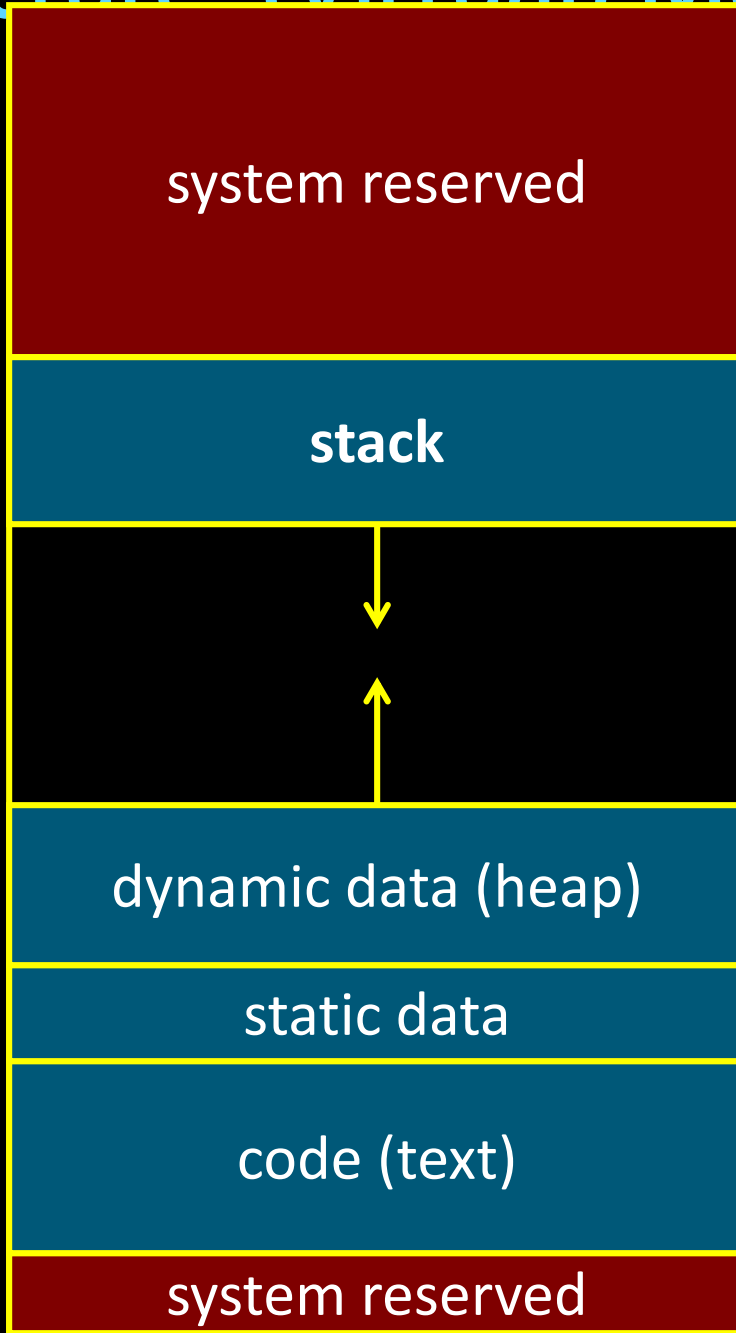 system reserved
stack
dynamic data (heap)
static data
code (text)
system reserved